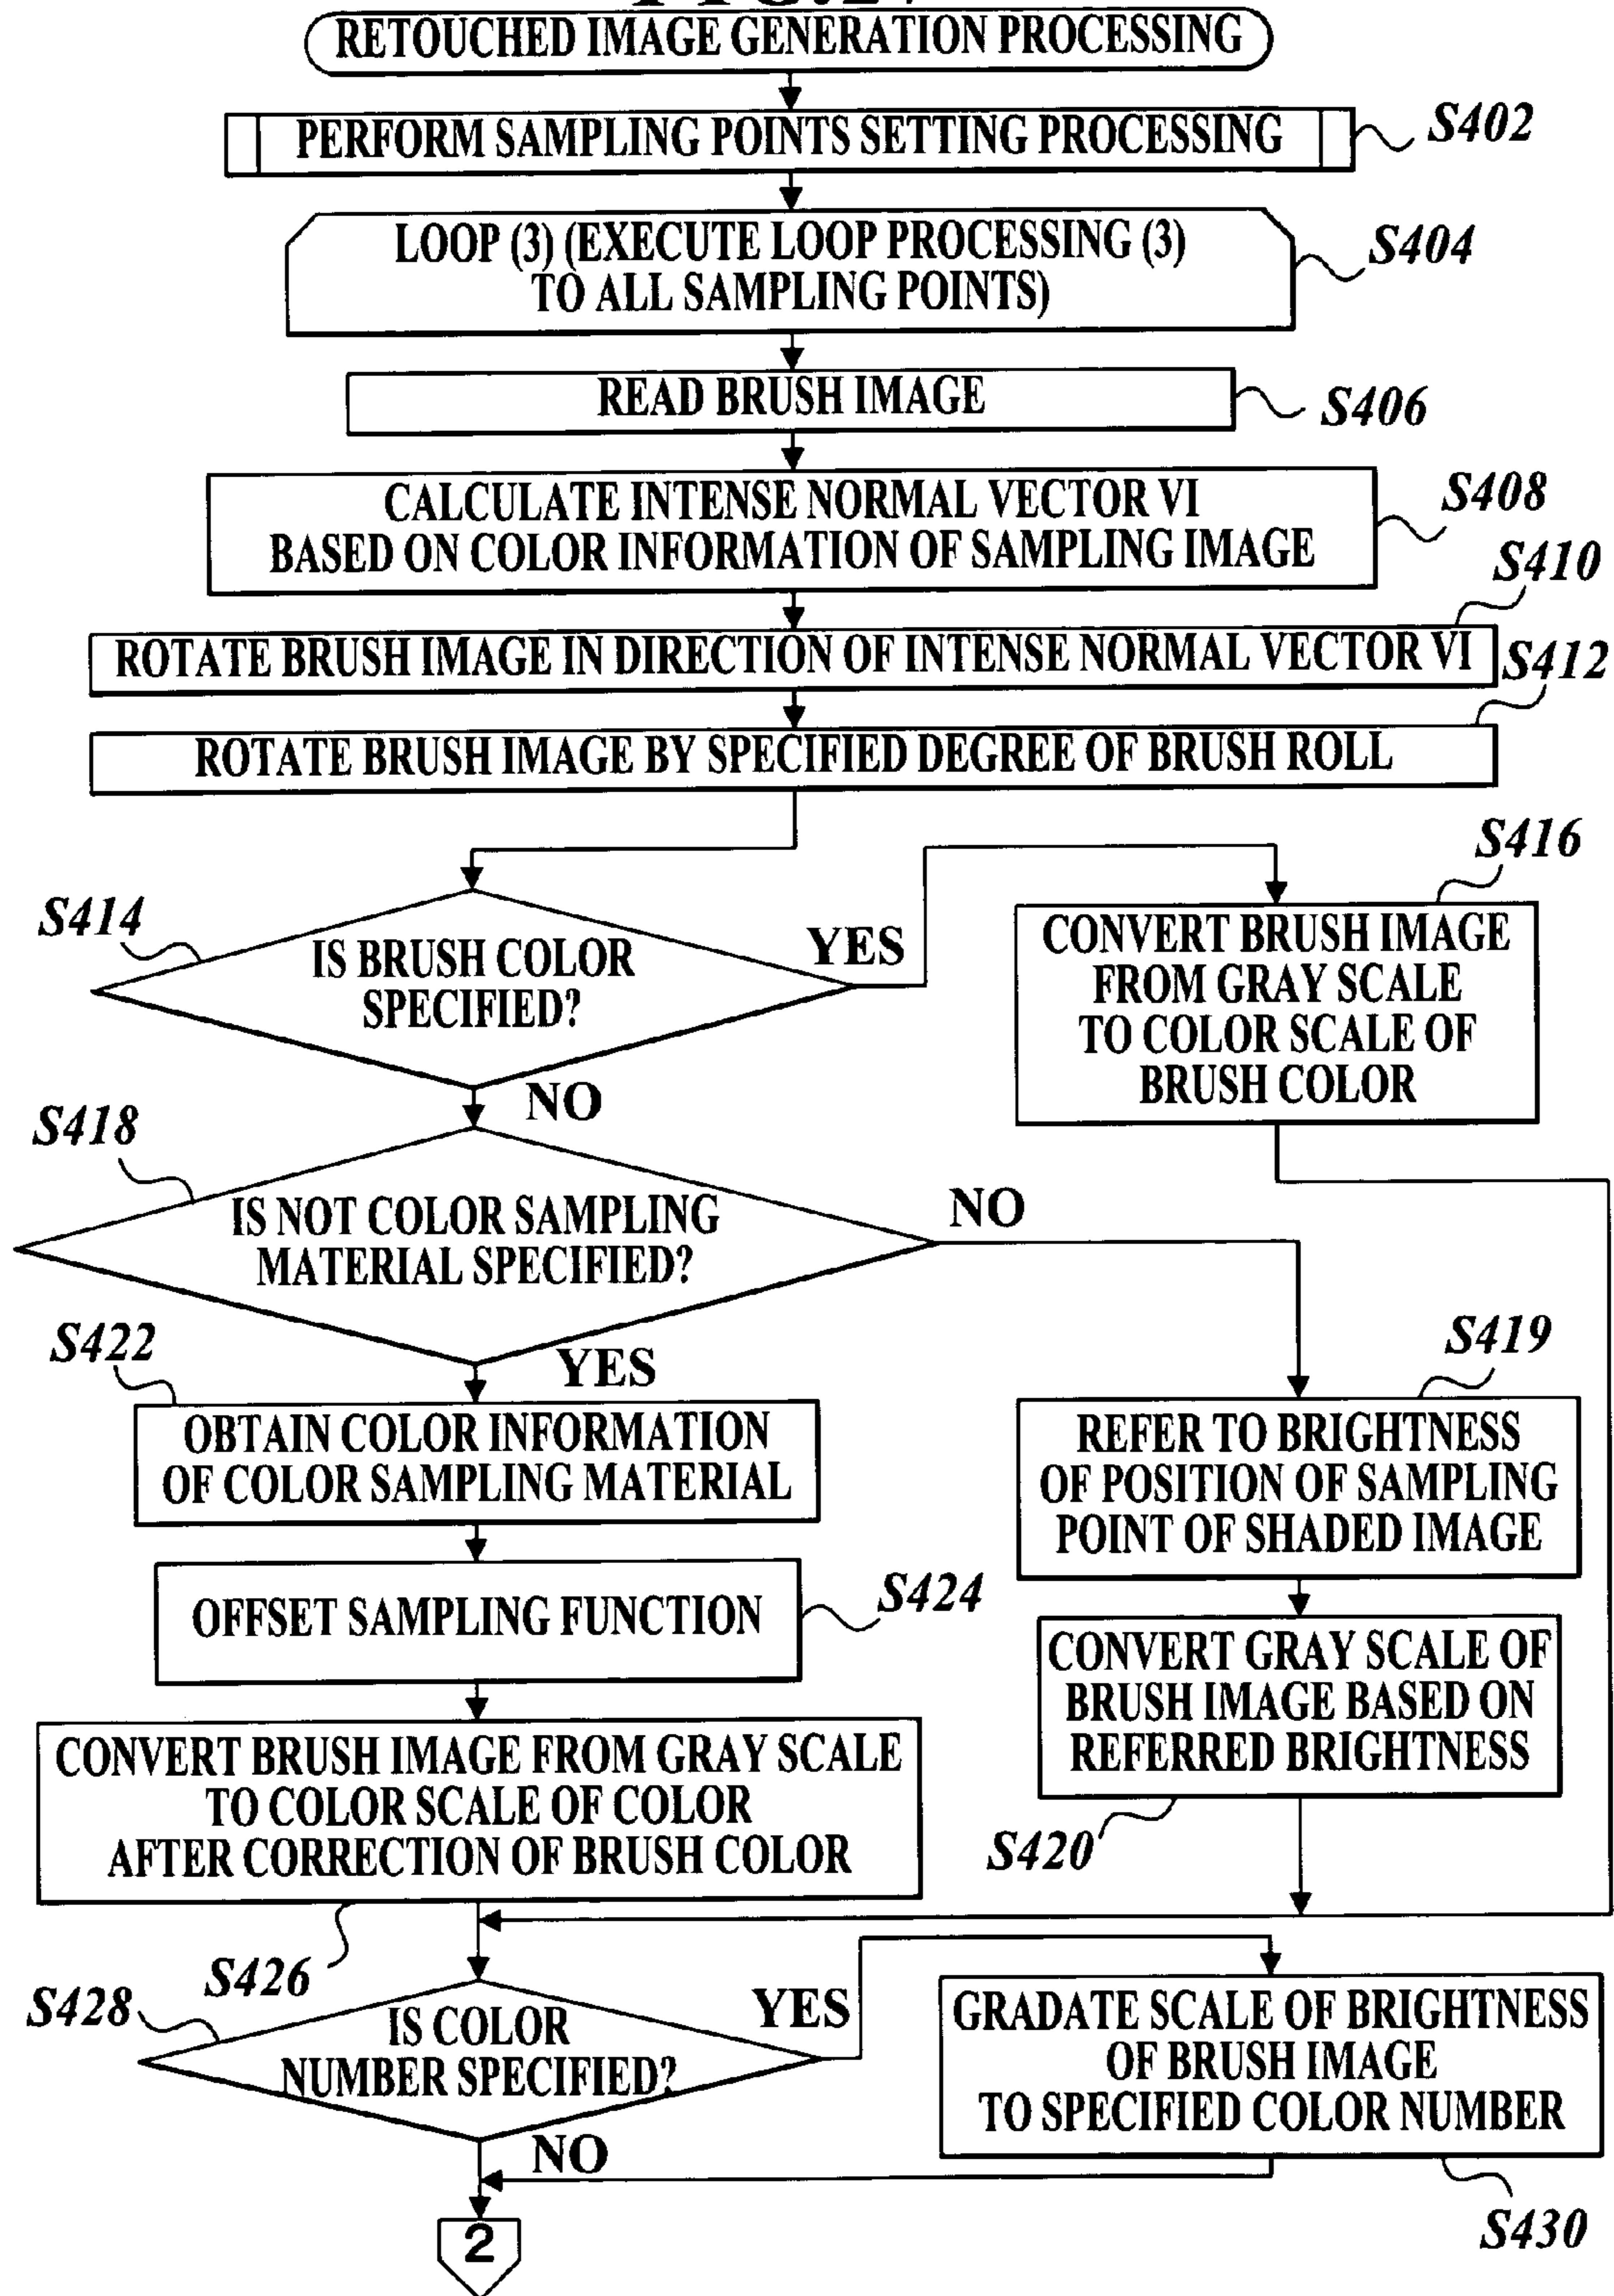 RETOUCHED IMAGE GENERATION PROCESSING
PERFORM SAMPLING POINTS SETTING PROCESSING
S402
LOOP (3) (EXECUTE LOOP PROCESSING (3)
TO ALL SAMPLING POINTS)
S404
READ BRUSH IMAGE
S406
CALCULATE INTENSE NORMAL VECTOR VI
BASED ON COLOR INFORMATION OF SAMPLING IMAGE
S408
S410
ROTATE BRUSH IMAGE IN DIRECTION OF INTENSE NORMAL VECTOR VI
S412
ROTATE BRUSH IMAGE BY SPECIFIED DEGREE OF BRUSH ROLL
S414
IS BRUSH COLOR
SPECIFIED?
YES
NO
S416
CONVERT BRUSH IMAGE
FROM GRAY SCALE
TO COLOR SCALE OF
BRUSH COLOR
S418
IS NOT COLOR SAMPLING
MATERIAL SPECIFIED?
NO
YES
S419
REFER TO BRIGHTNESS
OF POSITION OF SAMPLING
POINT OF SHADED IMAGE
CONVERT GRAY SCALE OF
BRUSH IMAGE BASED ON
REFERRED BRIGHTNESS
S420
S422
OBTAIN COLOR INFORMATION
OF COLOR SAMPLING MATERIAL
OFFSET SAMPLING FUNCTION
S424
CONVERT BRUSH IMAGE FROM GRAY SCALE
TO COLOR SCALE OF COLOR
AFTER CORRECTION OF BRUSH COLOR
S426
S428
IS COLOR
NUMBER SPECIFIED?
YES
NO
GRADATE SCALE OF BRIGHTNESS
OF BRUSH IMAGE
TO SPECIFIED COLOR NUMBER
S430
2